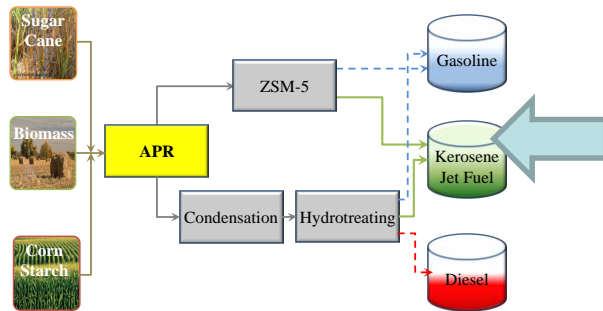 Sugar
Cane
Biomass
Corn
Starch
APR
ZSM-5
Condensation
Hydrotreating
Gasoline
Kerosene
Jet Fuel
Diesel